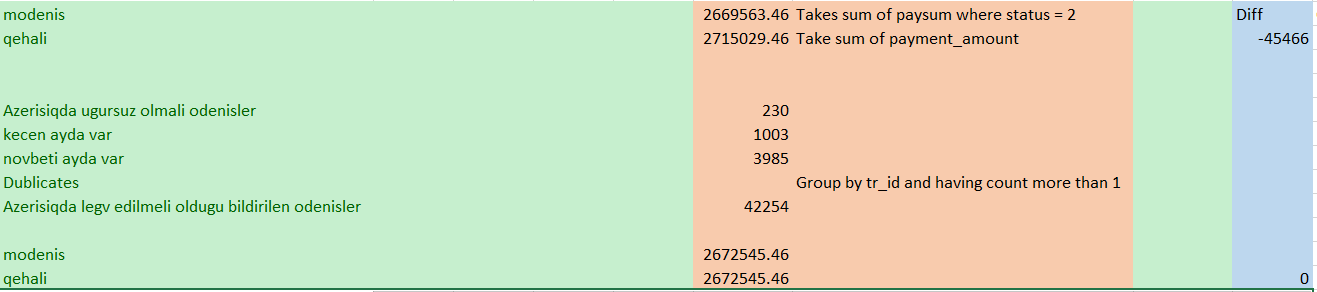 modenis 2669563.46 Takes sum of paysum where status = 2 Diff
qehali 2715029.46 Take sum of payment_amount -45466
Azerisiqda ugursuz olmali odenisler 230
kecen ayda var 1003
novbeti ayda var 3985
Dublicates Group by tr_id and having count more than 1
Azerisiqda legv edilmeli oldugu bildirilen odenisler 42254
modenis 2672545.46
qehali 2672545.46 0